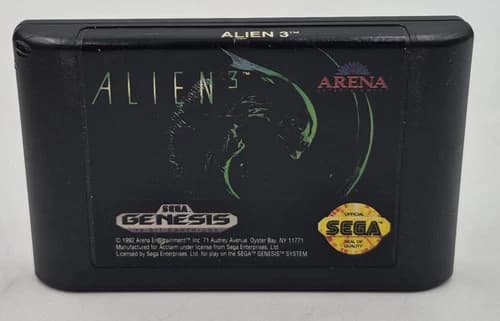 ALIEN 3™
ALIEN 3™
ARENA
SEGA
GENESIS
OFFICIAL
SEGA
SEAL OF
QUALITY
© 1992 Arena Entertainment™ Inc. 71 Audrey Avenue, Oyster Bay, NY 11771
Manufactured for Acclaim under license from Sega Enterprises, Ltd.
Licensed by Sega Enterprises, Ltd. for play on the SEGA™ GENESIS™ SYSTEM.